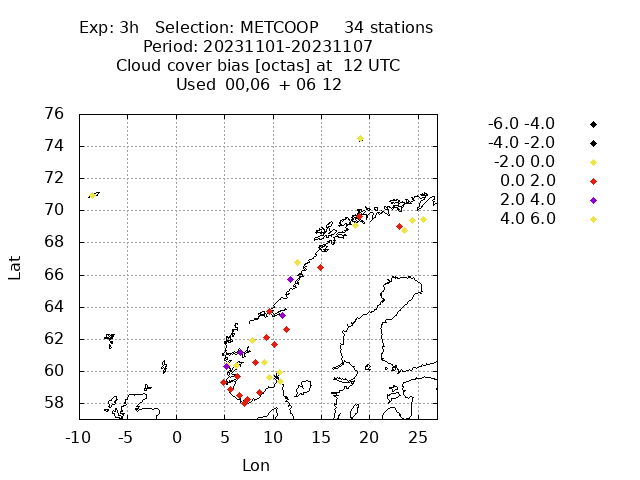 Exp: 3h Selection: METCOOP 34 stations
Period: 20231101-20231107
Cloud cover bias [octas] at 12 UTC
Used 00,06 + 06 12
-6.0 -4.0
-4.0 -2.0
-2.0 0.0
0.0 2.0
2.0 4.0
4.0 6.0
76
74
72
70
68
66
64
62
60
58
Lat
-10 -5 0 5 10 15 20 25
Lon